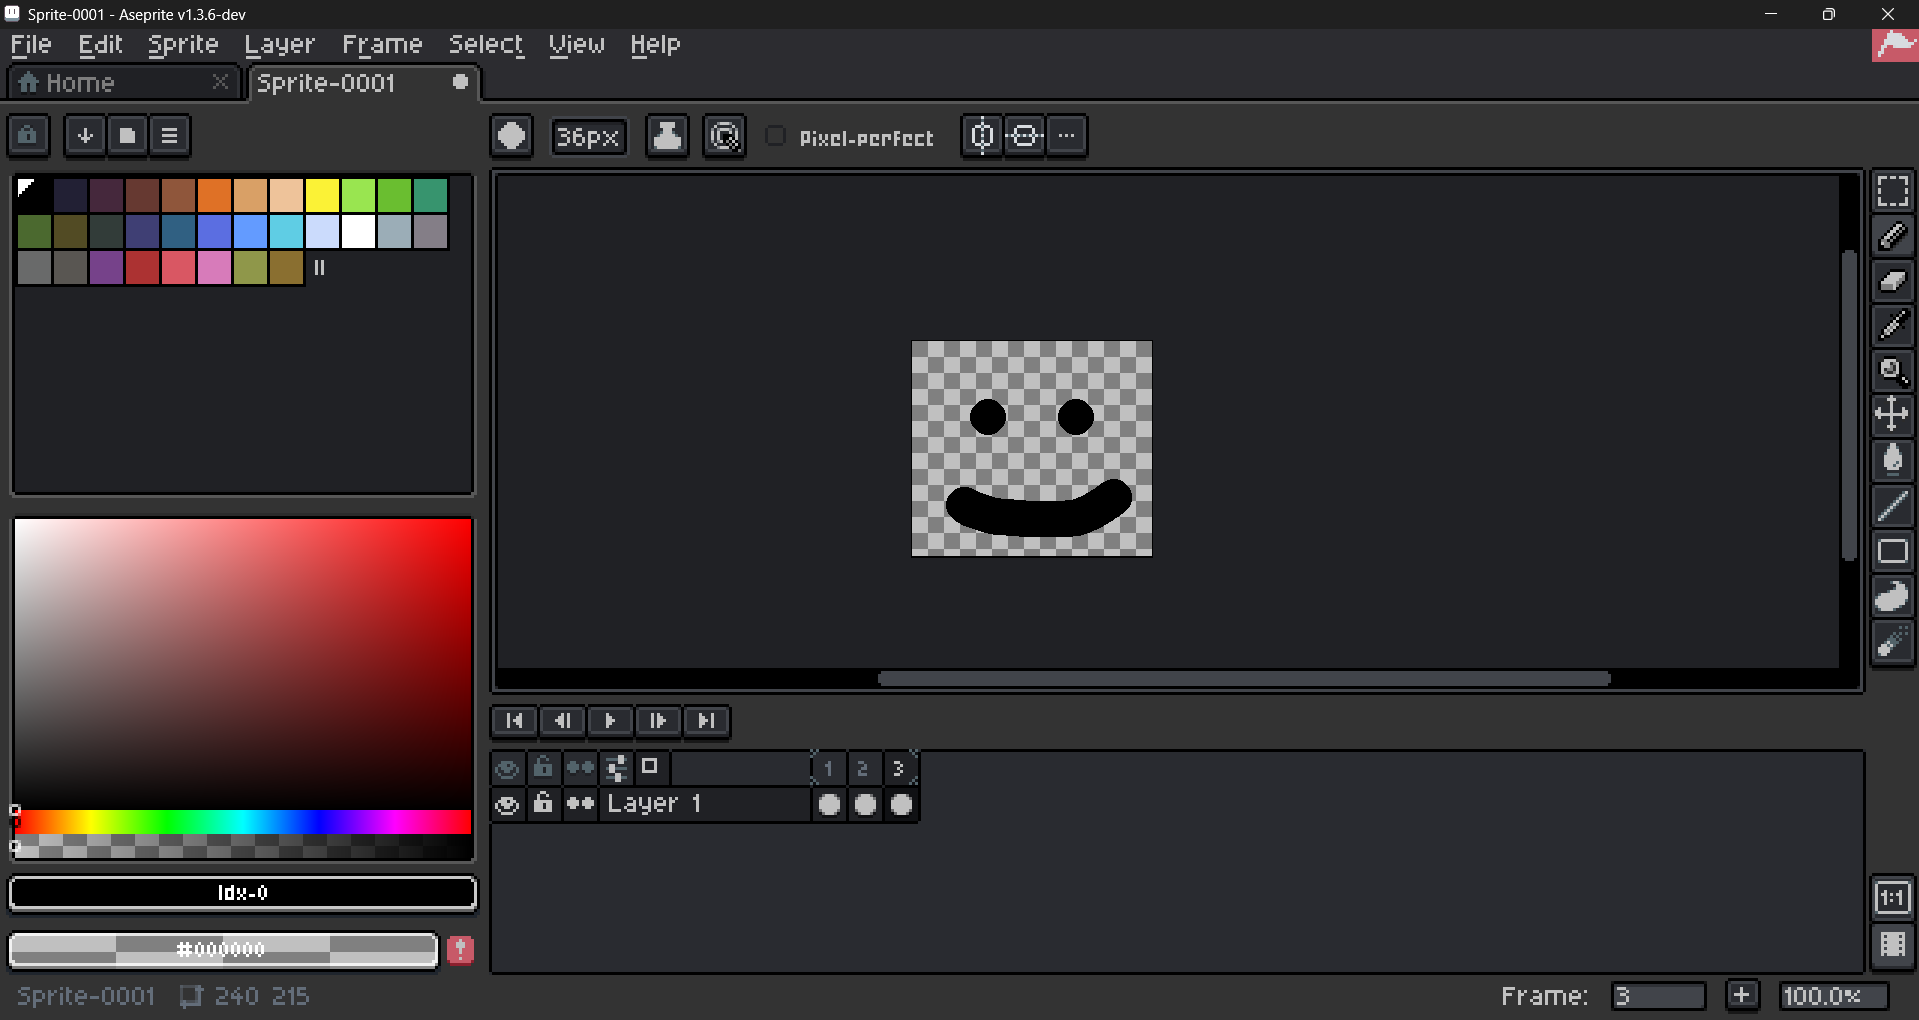 Sprite-0001 - Aseprite v1.3.6-dev
File Edit Sprite Layer Frame Select View Help
Home Sprite-0001
36px Pixel-perfect
1 2 3
Layer 1
Idx-0
#000000
1:1
Sprite-0001 240 215 Frame: 3 + 100.0%